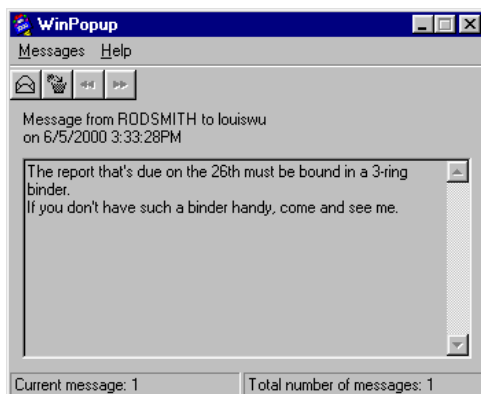 WinPopup
Messages Help
Message from RODSMITH to louiswu
on 6/5/2000 3:33:28PM
The report that's due on the 26th must be bound in a 3-ring
binder.
If you don't have such a binder handy, come and see me.
Current message: 1 Total number of messages: 1